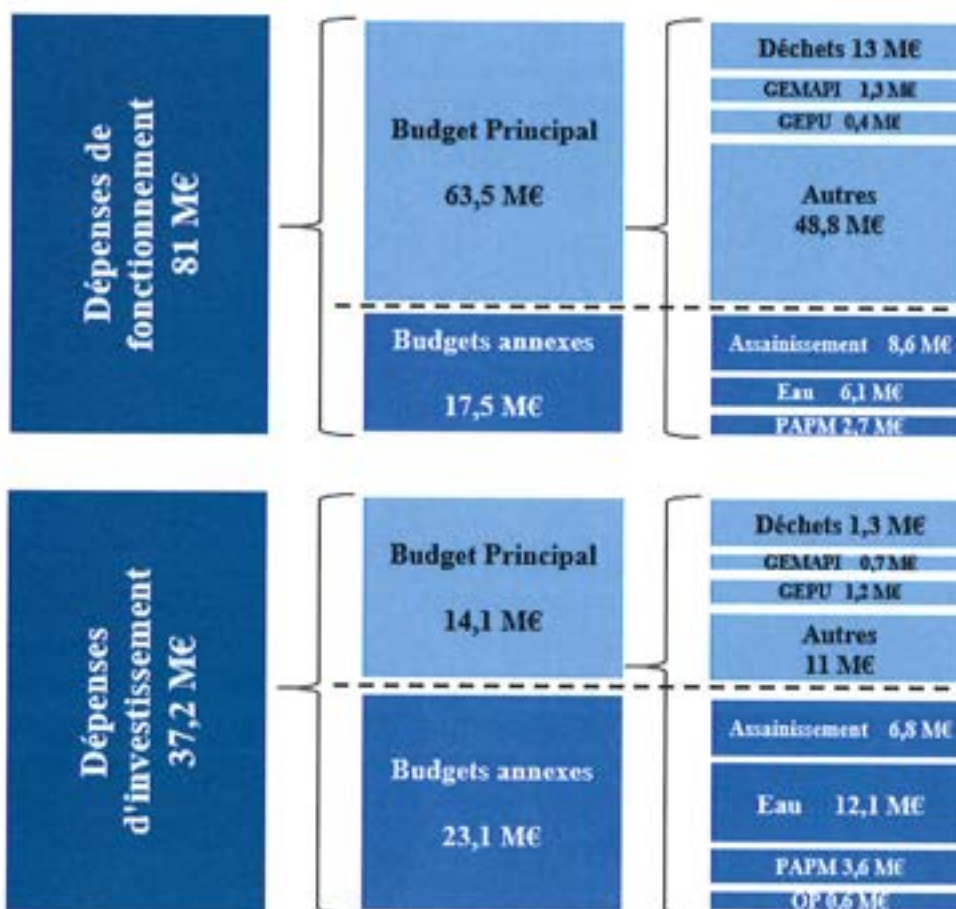 Dépenses de
fonctionnement
81 M€
Budget Principal
63,5 M€
Budgets annexes
17,5 M€
Déchets 13 M€
GEMAPI 1,3 M€
GEPU 0,4 M€
Autres
48,8 M€
Assainissement 8,6 M€
Eau 6,1 M€
PAPM 2,7 M€
Dépenses
d'investissement
37,2 M€
Budget Principal
14,1 M€
Budgets annexes
23,1 M€
Déchets 1,3 M€
GEMAPI 0,7 M€
GEPU 1,2 M€
Autres
11 M€
Assainissement 6,8 M€
Eau 12,1 M€
PAPM 3,6 M€
OP 0,6 M€